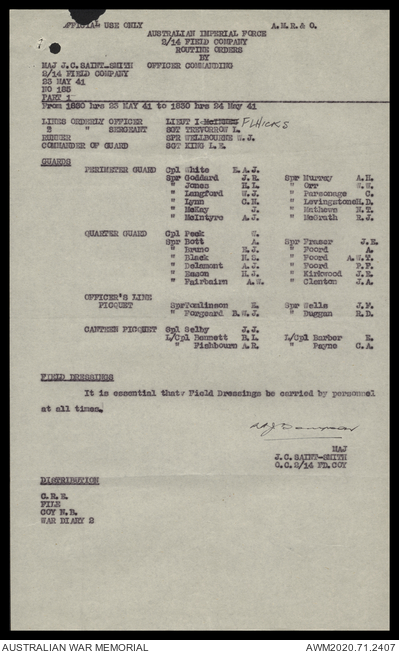 OFFICIAL USE ONLY A.M.R.& O.
AUSTRALIAN IMPERIAL FORCE
2/14 FIELD COMPANY
ROUTINE ORDERS
BY
MAJ J.C. SAINT-SMITH OFFICER COMMANDING
2/14 FIELD COMPANY
23 MAY 41
NO 185
PART 1
From 1830 hrs 23 MAY 41 to 1830 hrs 24 May 41
LINES ORDERLY OFFICER LIEUT F L Hicks
" SERGEANT SGT TREVORROW L.
RUNNER SPR WELLBOURNE W.J.
COMMANDER OF GUARD SGT KING L.E.
GUARDS
PERIMETER GUARD Cpl White E.A.J.
Spr Goddard J.R. Spr Murray A.H.
" Jones H.L. " Orr W.W.
" Langford W.J. " Parsonage C.
" Lynn C.N. " Levingstone H.D.
" McKay J. " Mathews N.T.
" McIntyre A.J. " McGrath R.J.
QUARTER GUARD Cpl Peck G.
Spr Bott A. Spr Fraser J.R.
" Bruno E.J. " Foord A.
" Black H.S. " Foord A.W.T.
" Delamont A.J. " Foord F.F.
" Eason H.J. " Kirkwood J.R.
" Fairbairn A.W. " Clenton J.A.
OFFICER'S LINE
PICQUET Spr Tomlinson E. Spr Wells J.F.
" Forgeard R.W.J. " Duggan R.D.
CANTEEN PICQUET Cpl Selby J.J.
L/Cpl Bennett R.L. L/Cpl Barber E.
" Fishbourn A.R. " Payne C.A.
FIELD DRESSINGS
It is essential that Field Dressings be carried by personnel
at all times.
MAJ
J.C. SAINT-SMITH
O.C. 2/14 FD.COY
DISTRIBUTION
C.R.E.
FILE
COY N.B.
WAR DIARY 2
AUSTRALIAN WAR MEMORIAL AWM2020.71.2407